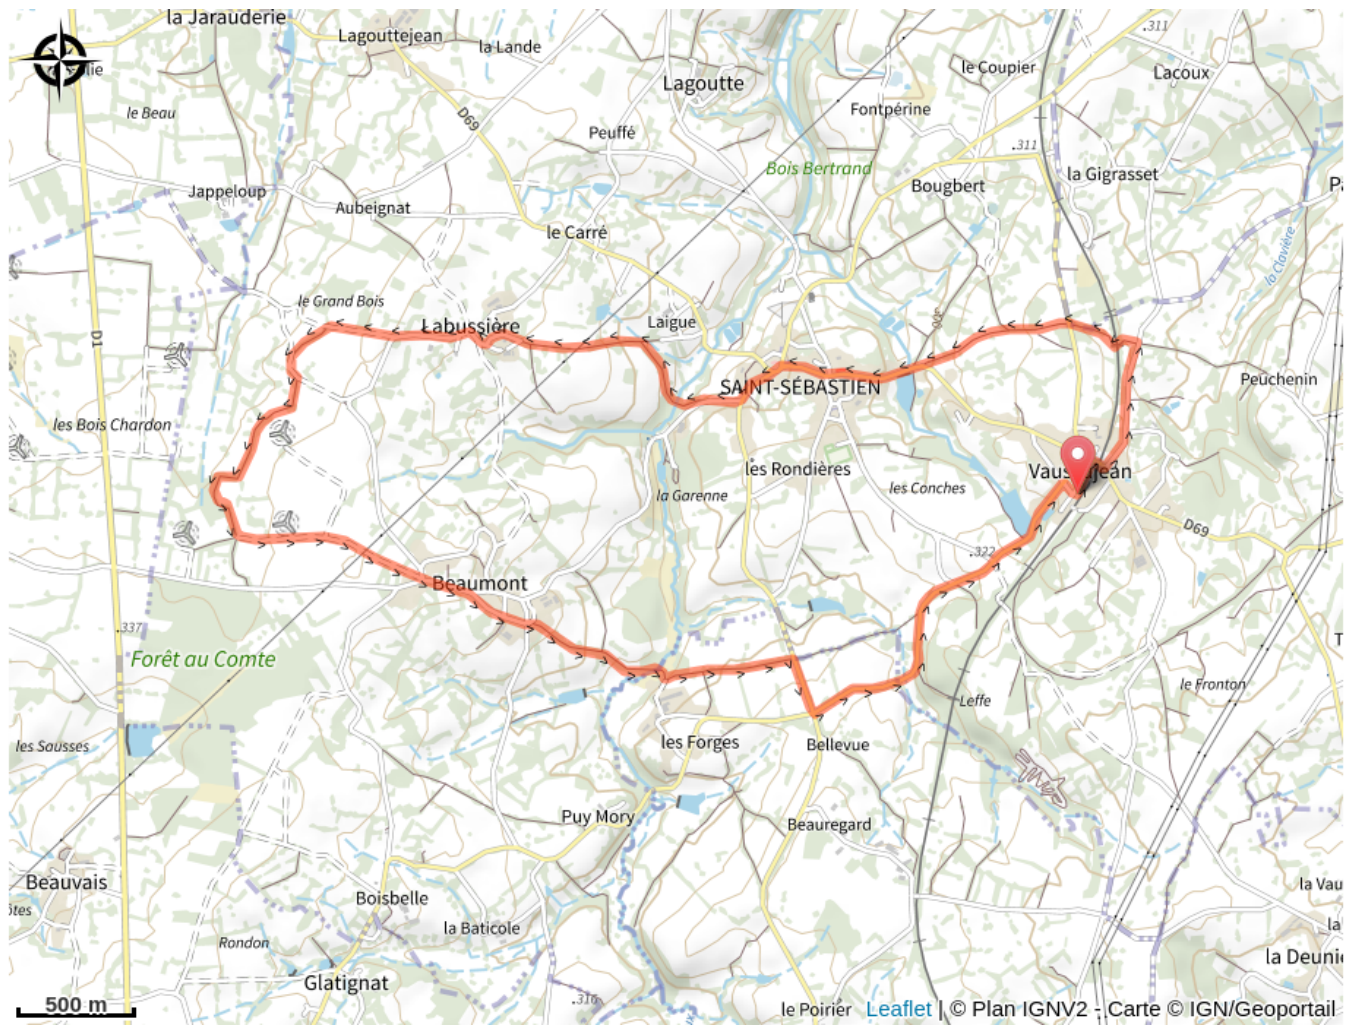 la Jarauderie
Lagouttejean
la Lande
.311
le Coupier
Lacoux
Lagoutte
le Beau
D69
Fontpérine
Peuffé
.311
Bois Bertrand
la Gigrasset
Bougbert
Jappeloup
Aubeignat
le Carré
la Clavière
le Grand Bois
Labussière
Laigue
300
D1
SAINT-SÉBASTIEN
Peuchenin
les Bois Chardon
les Rondières
la Garenne
les Conches
D69
.322
Beaumont
.337
Forêt au Comte
les Sausses
Leffe
le Fronton
les Forges
Bellevue
Puy Mory
Beauregard
Beauvais
Boisbelle
la Baticole
Rondon
Glatignat
.316
le Poirier
500 m
Leaflet | © Plan IGNV2 - Carte © IGN/Geoportail